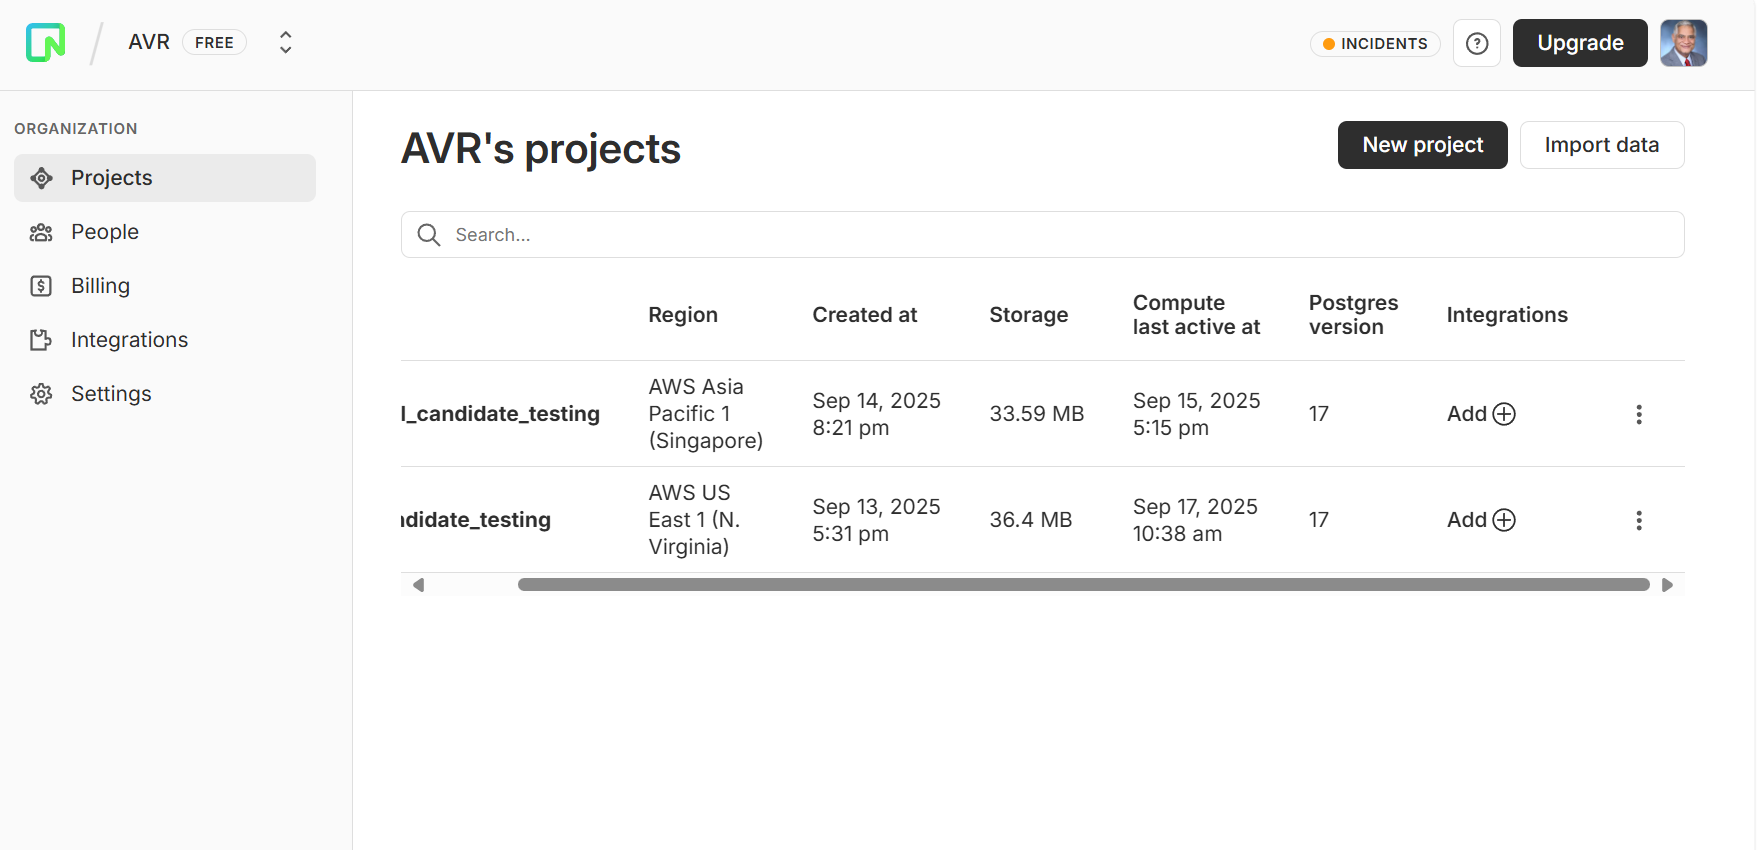 AVR FREE
INCIDENTS
Upgrade
ORGANIZATION
Projects
People
Billing
Integrations
Settings
AVR's projects
New project
Import data
Search...
Region
Created at
Storage
Compute
last active at
Postgres
version
Integrations
l_candidate_testing
AWS Asia
Pacific 1
(Singapore)
Sep 14, 2025
8:21 pm
33.59 MB
Sep 15, 2025
5:15 pm
17
Add
ndidate_testing
AWS US
East 1 (N.
Virginia)
Sep 13, 2025
5:31 pm
36.4 MB
Sep 17, 2025
10:38 am
17
Add